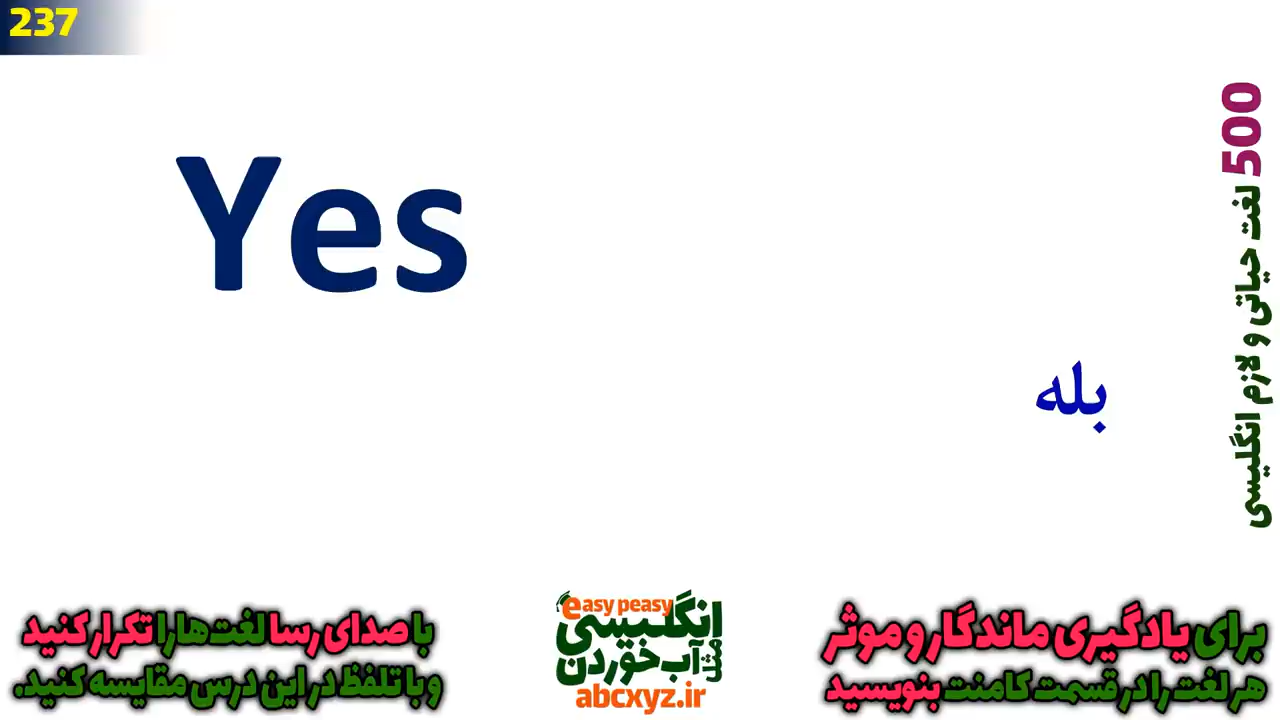 237
Yes
بله
500 لغت حیاتی و لازم انگلیسی
با صدای رسا لغت‌ها را تکرار کنید
و با تلفظ در این درس مقایسه کنید.
easy peasy
انگلیسی
مثل آب خوردن
abcxyz.ir
برای یادگیری ماندگار و موثر
هر لغت را در قسمت کامنت بنویسید